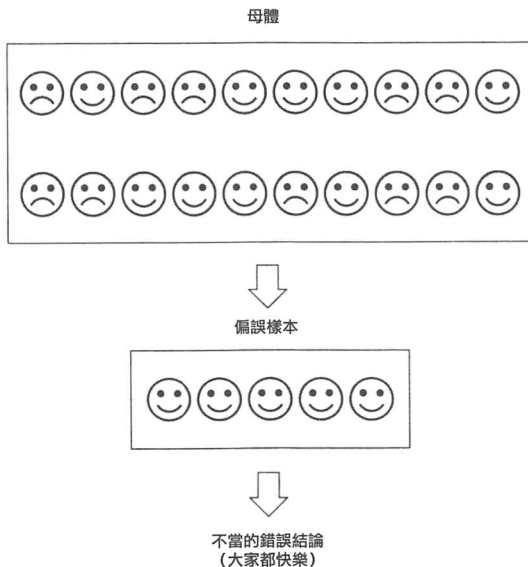 母體
偏誤樣本
不當的錯誤結論
（大家都快樂）